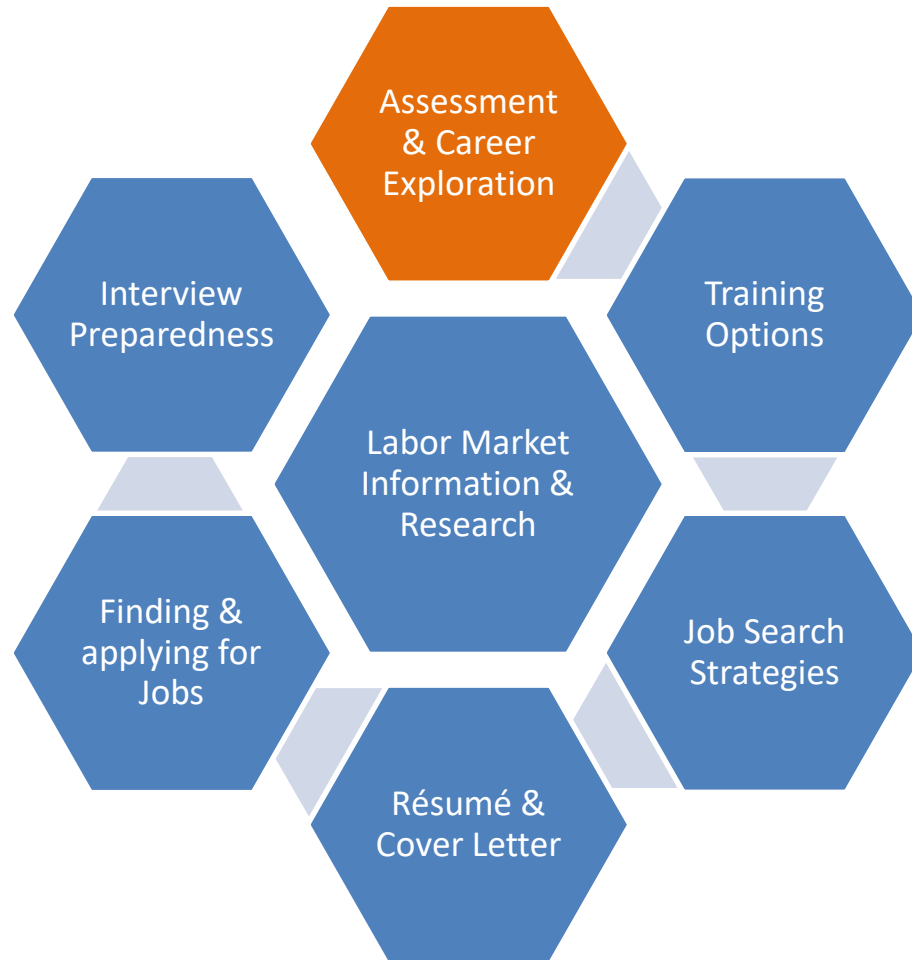 Assessment
& Career
Exploration
Training
Options
Job Search
Strategies
Résumé &
Cover Letter
Finding &
applying for
Jobs
Interview
Preparedness
Labor Market
Information &
Research